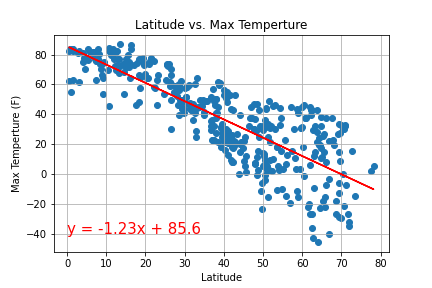 Latitude vs. Max Temperture
Max Temperture (F)
80
60
40
20
0
−20
−40
y = -1.23x + 85.6
0 10 20 30 40 50 60 70 80
Latitude